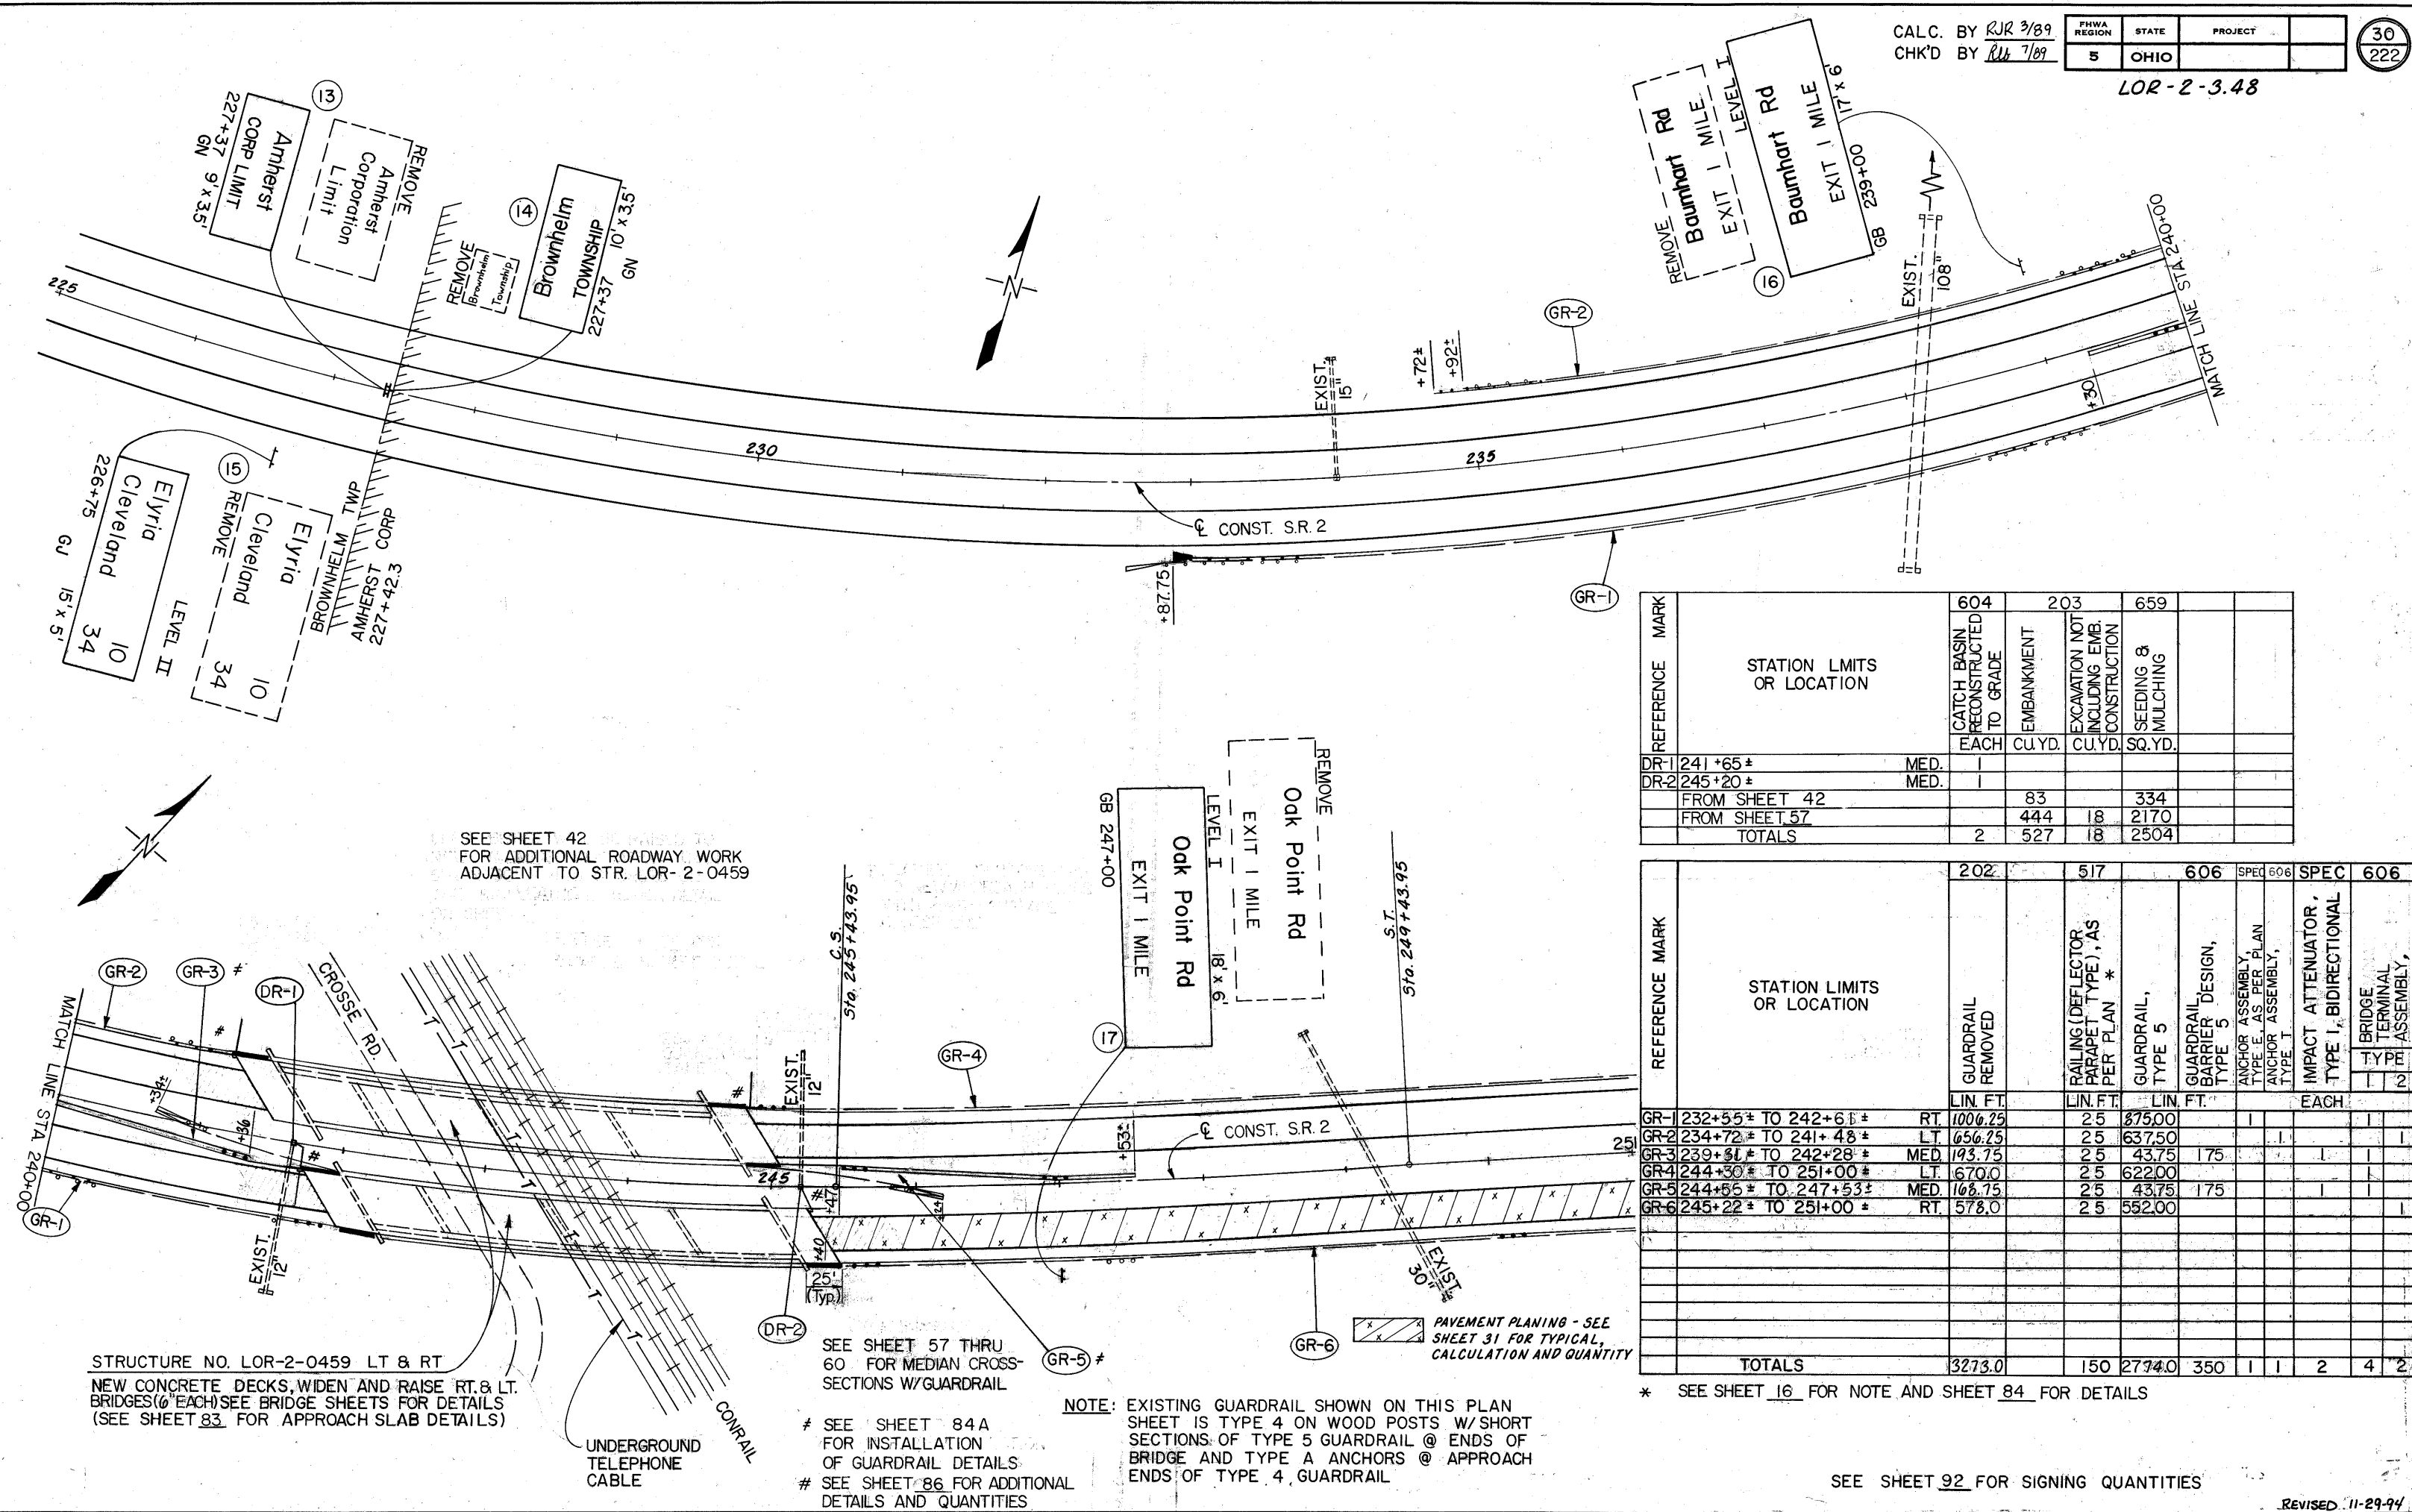 CALC. BY RJR 3/89
CHK'D BY 7/89
FHWA REGION STATE PROJECT
5 OHIO
30
222
LOR-2-3.48
13
Amherst
CORP LIMIT
227+37 9'x3.5'
GN
REMOVE
Amherst
Corporation
Limit
14
REMOVE
Brownhelm
Township
Brownhelm
TOWNSHIP
227+37 GN 10'x3.5'
15
Elyria 10
Cleveland 34
226+75 GJ 15'x5'
LEVEL II
REMOVE
Elyria 10
Cleveland 34
BROWNHELM TWP
AMHERST CORP
227+42.3
REMOVE
Baumhart Rd
EXIT 1 MILE
LEVEL I
Baumhart Rd
EXIT 1 MILE
GB 239+00 17'x6'
16
225
230
235
N
EXIST.
15"
+72±
+92±
GR-2
EXIST.
108"
+30
MATCH LINE STA. 240+00
℄ CONST. S.R. 2
+87.75
GR-1
REFERENCE MARK
STATION LMITS
OR LOCATION
604 203 659
CATCH BASIN RECONSTRUCTED TO GRADE
EMBANKMENT
EXCAVATION NOT INCLUDING EMB. CONSTRUCTION
SEEDING & MULCHING
EACH CU.YD. CU.YD. SQ.YD.
DR-1 241+65± MED. 1
DR-2 245+20± MED. 1
FROM SHEET 42 83 334
FROM SHEET 57 444 18 2170
TOTALS 2 527 18 2504
REFERENCE MARK
STATION LIMITS
OR LOCATION
202 517 606 SPEC 606 SPEC 606
GUARDRAIL REMOVED
RAILING (DEFLECTOR PARAPET TYPE), AS PER PLAN *
GUARDRAIL, TYPE 5
GUARDRAIL, BARRIER DESIGN, TYPE 5
ANCHOR ASSEMBLY, TYPE E, AS PER PLAN
ANCHOR ASSEMBLY, TYPE T
IMPACT ATTENUATOR, TYPE 1, BIDIRECTIONAL
BRIDGE TERMINAL ASSEMBLY,
TYPE
1 2
LIN. FT. LIN. FT. LIN. FT. EACH
GR-1 232+55± TO 242+61± RT. 1006.25 25 875.00 1 1
GR-2 234+72± TO 241+48± LT. 656.25 25 637.50 1 1
GR-3 TO 242+28± MED. 193.75 25 43.75 175 1 1
GR-4 244+30± TO 251+00± LT. 670.0 25 622.00 1
GR-5 244+55± TO 247+53± MED. 168.75 25 43.75 175 1 1
GR-6 245+22± TO 251+00± RT. 578.0 25 552.00 1
TOTALS 3273.0 150 2774.0 350 1 1 2 4 2
* SEE SHEET 16 FOR NOTE AND SHEET 84 FOR DETAILS
SEE SHEET 42
FOR ADDITIONAL ROADWAY WORK
ADJACENT TO STR. LOR-2-0459
N
C.S.
Sta. 245+43.95
GB 247+00
Oak Point Rd
EXIT 1 MILE
LEVEL I 18'x6'
REMOVE
Oak Point Rd
EXIT 1 MILE
17
S.T.
Sta. 249+43.95
GR-2
GR-3 ≠
DR-1
CROSSE RD.
MATCH LINE STA. 240+00
#
+34±
+36
#
GR-1
EXIST.
12"
T T T T T T
#
EXIST.
12"
GR-4
℄ CONST. S.R. 2
+53±
245
251
#
+47
+40
25'
(Typ)
DR-2
GR-5 ≠
GR-6
EXIST.
30"
PAVEMENT PLANING - SEE
SHEET 31 FOR TYPICAL,
CALCULATION AND QUANTITY
STRUCTURE NO. LOR-2-0459 LT & RT
NEW CONCRETE DECKS, WIDEN AND RAISE RT. & LT.
BRIDGES (6" EACH) SEE BRIDGE SHEETS FOR DETAILS
(SEE SHEET 83 FOR APPROACH SLAB DETAILS)
UNDERGROUND
TELEPHONE
CABLE
CONRAIL
SEE SHEET 57 THRU
60 FOR MEDIAN CROSS-
SECTIONS W/GUARDRAIL
≠ SEE SHEET 84A
FOR INSTALLATION
OF GUARDRAIL DETAILS
# SEE SHEET 86 FOR ADDITIONAL
DETAILS AND QUANTITIES
NOTE: EXISTING GUARDRAIL SHOWN ON THIS PLAN
SHEET IS TYPE 4 ON WOOD POSTS W/SHORT
SECTIONS OF TYPE 5 GUARDRAIL @ ENDS OF
BRIDGE AND TYPE A ANCHORS @ APPROACH
ENDS OF TYPE 4 GUARDRAIL
SEE SHEET 92 FOR SIGNING QUANTITIES
REVISED 11-29-94